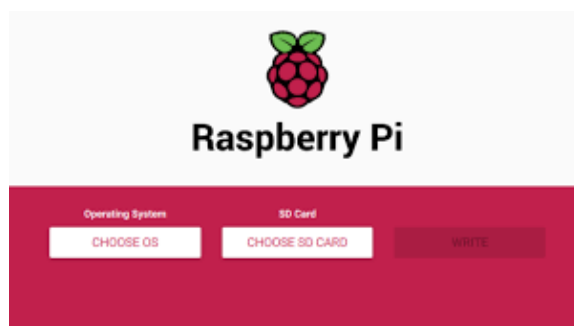 Raspberry Pi
Operating System
SD Card
CHOOSE OS
CHOOSE SD CARD
WRITE